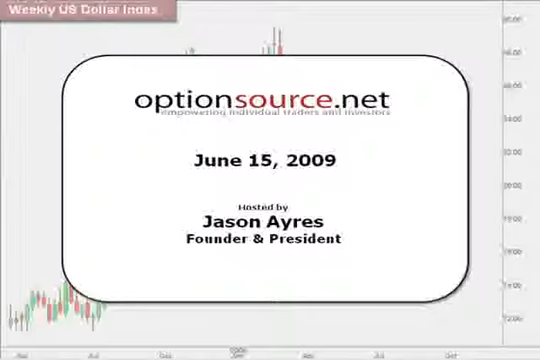 Weekly US Dollar Index
optionsource.net
empowering individual traders and investors
June 15, 2009
Hosted by
Jason Ayres
Founder & President